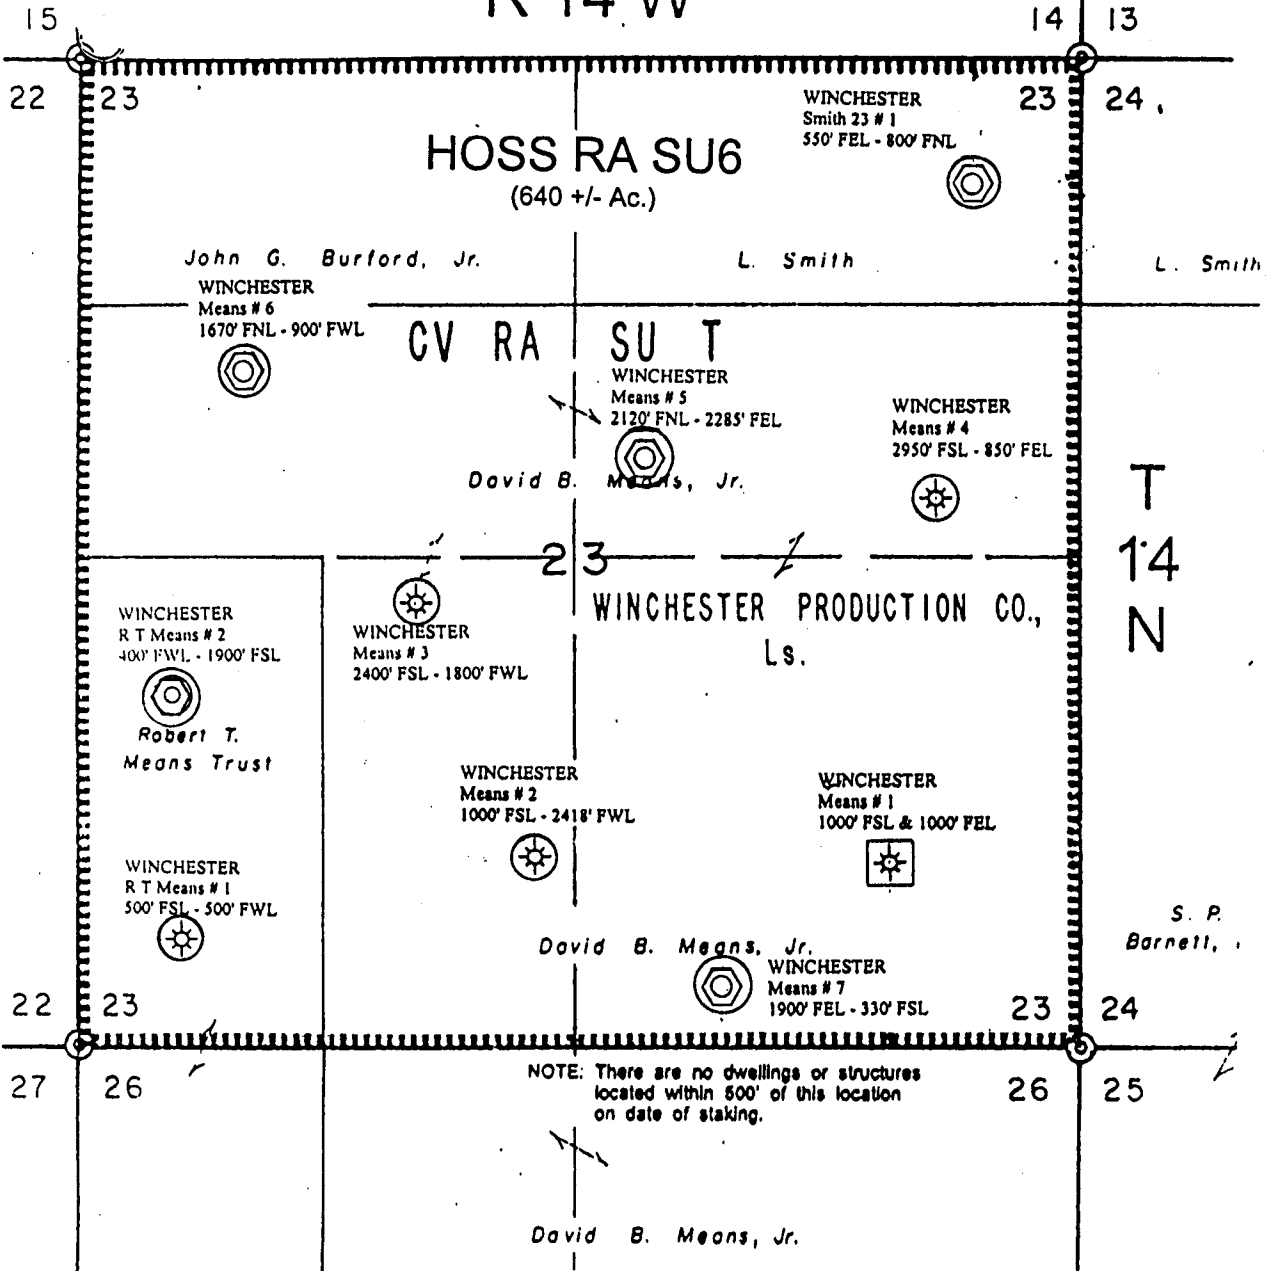 R 14 W
15
14 13
22 23
23 24
WINCHESTER
Smith 23 # 1
550' FEL - 800' FNL
HOSS RA SU6
(640 +/- Ac.)
John G. Burford, Jr.
L. Smith
L. Smith
WINCHESTER
Means # 6
1670' FNL - 900' FWL
CV RA SU T
WINCHESTER
Means # 5
2120' FNL - 2285' FEL
WINCHESTER
Means # 4
2950' FSL - 850' FEL
David B. Means, Jr.
T
14
N
23
WINCHESTER PRODUCTION CO.,
Ls.
WINCHESTER
R T Means # 2
400' FWL - 1900' FSL
WINCHESTER
Means # 3
2400' FSL - 1800' FWL
Robert T.
Means Trust
WINCHESTER
Means # 2
1000' FSL - 2418' FWL
WINCHESTER
Means # 1
1000' FSL & 1000' FEL
WINCHESTER
R T Means # 1
500' FSL - 500' FWL
S. P.
Barnett,
David B. Means, Jr.
WINCHESTER
Means # 7
1900' FEL - 330' FSL
22 23
23 24
27 26
26 25
NOTE: There are no dwellings or structures
located within 500' of this location
on date of staking.
David B. Means, Jr.